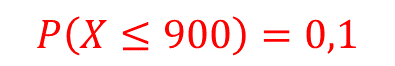 P(X ≤ 900) = 0,1